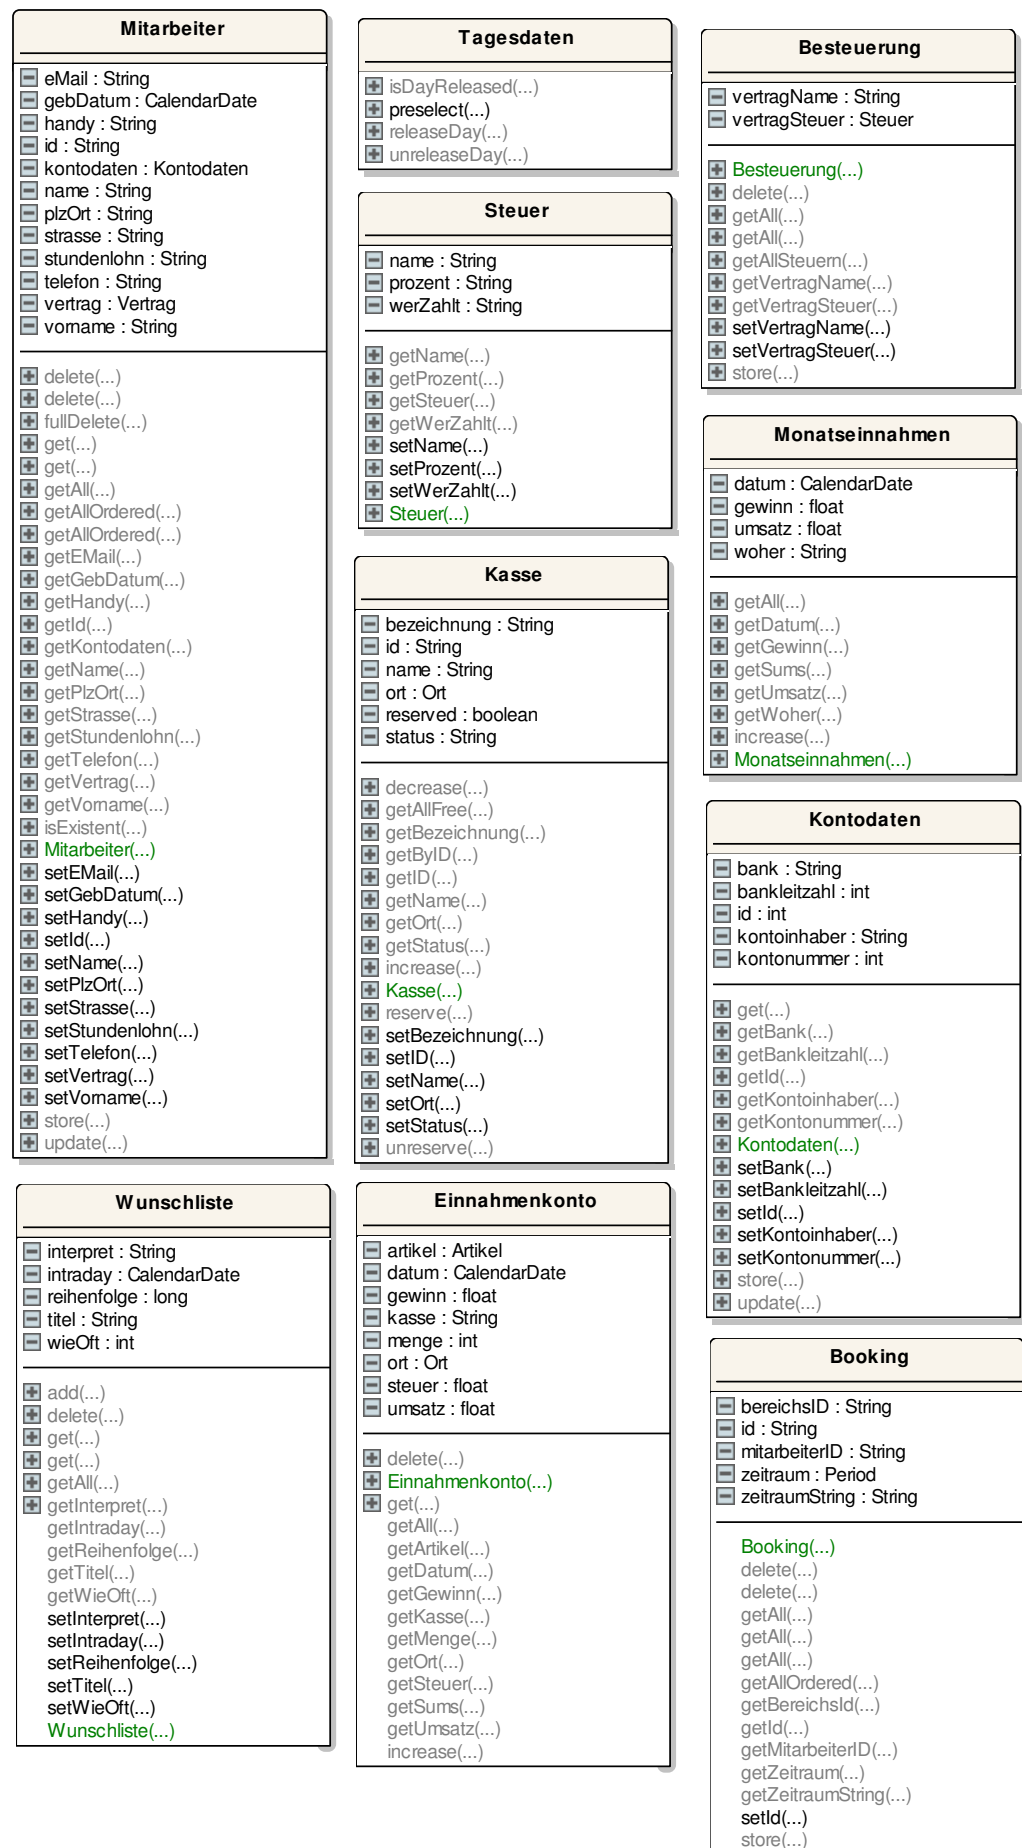 Mitarbeiter
eMail : String
gebDatum : CalendarDate
handy : String
id : String
kontodaten : Kontodaten
name : String
plzOrt : String
strasse : String
stundenlohn : String
telefon : String
vertrag : Vertrag
vorname : String
delete(...)
delete(...)
fullDelete(...)
get(...)
get(...)
getAll(...)
getAllOrdered(...)
getAllOrdered(...)
getEMail(...)
getGebDatum(...)
getHandy(...)
getId(...)
getKontodaten(...)
getName(...)
getPlzOrt(...)
getStrasse(...)
getStundenlohn(...)
getTelefon(...)
getVertrag(...)
getVorname(...)
isExistent(...)
Mitarbeiter(...)
setEMail(...)
setGebDatum(...)
setHandy(...)
setId(...)
setName(...)
setPlzOrt(...)
setStrasse(...)
setStundenlohn(...)
setTelefon(...)
setVertrag(...)
setVorname(...)
store(...)
update(...)
Wunschliste
interpret : String
intraday : CalendarDate
reihenfolge : long
titel : String
wieOft : int
add(...)
delete(...)
get(...)
get(...)
getAll(...)
getInterpret(...)
getIntraday(...)
getReihenfolge(...)
getTitel(...)
getWieOft(...)
setInterpret(...)
setIntraday(...)
setReihenfolge(...)
setTitel(...)
setWieOft(...)
Wunschliste(...)
Tagesdaten
isDayReleased(...)
preselect(...)
releaseDay(...)
unreleaseDay(...)
Steuer
name : String
prozent : String
werZahlt : String
getName(...)
getProzent(...)
getSteuer(...)
getWerZahlt(...)
setName(...)
setProzent(...)
setWerZahlt(...)
Steuer(...)
Kasse
bezeichnung : String
id : String
name : String
ort : Ort
reserved : boolean
status : String
decrease(...)
getAllFree(...)
getBezeichnung(...)
getByID(...)
getID(...)
getName(...)
getOrt(...)
getStatus(...)
increase(...)
Kasse(...)
reserve(...)
setBezeichnung(...)
setID(...)
setName(...)
setOrt(...)
setStatus(...)
unreserve(...)
Einnahmenkonto
artikel : Artikel
datum : CalendarDate
gewinn : float
kasse : String
menge : int
ort : Ort
steuer : float
umsatz : float
delete(...)
Einnahmenkonto(...)
get(...)
getAll(...)
getArtikel(...)
getDatum(...)
getGewinn(...)
getKasse(...)
getMenge(...)
getOrt(...)
getSteuer(...)
getSums(...)
getUmsatz(...)
increase(...)
Besteuerung
vertragName : String
vertragSteuer : Steuer
Besteuerung(...)
delete(...)
getAll(...)
getAll(...)
getAllSteuern(...)
getVertragName(...)
getVertragSteuer(...)
setVertragName(...)
setVertragSteuer(...)
store(...)
Monatseinnahmen
datum : CalendarDate
gewinn : float
umsatz : float
woher : String
getAll(...)
getDatum(...)
getGewinn(...)
getSums(...)
getUmsatz(...)
getWoher(...)
increase(...)
Monatseinnahmen(...)
Kontodaten
bank : String
bankleitzahl : int
id : int
kontoinhaber : String
kontonummer : int
get(...)
getBank(...)
getBankleitzahl(...)
getId(...)
getKontoinhaber(...)
getKontonummer(...)
Kontodaten(...)
setBank(...)
setBankleitzahl(...)
setId(...)
setKontoinhaber(...)
setKontonummer(...)
store(...)
update(...)
Booking
bereichsID : String
id : String
mitarbeiterID : String
zeitraum : Period
zeitraumString : String
Booking(...)
delete(...)
delete(...)
getAll(...)
getAll(...)
getAll(...)
getAllOrdered(...)
getBereichsId(...)
getId(...)
getMitarbeiterID(...)
getZeitraum(...)
getZeitraumString(...)
setId(...)
store(...)